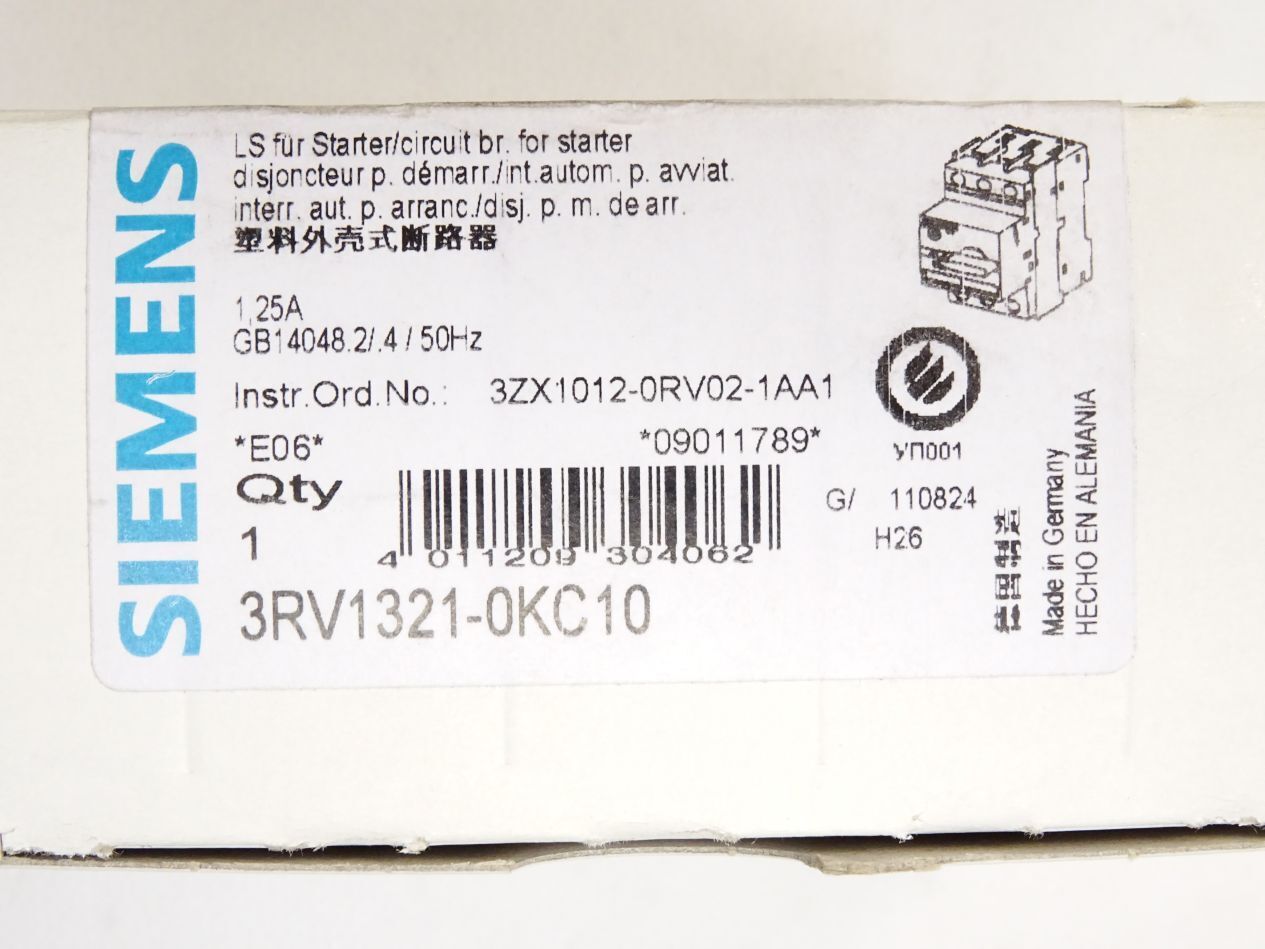 SIEMENS
LS für Starter/circuit br. for starter
disjoncteur p. démarr./int.autom. p. avviat.
interr. aut. p. arranc./disj. p. m. de arr.
塑料外壳式断路器
1,25A
GB14048.2/.4 / 50Hz
Instr.Ord.No.: 3ZX1012-0RV02-1AA1
*E06* *09011789*
Qty
1
4 011209 304062
3RV1321-0KC10
УП001
G/ 110824
H26
德国制造
Made in Germany
HECHO EN ALEMANIA